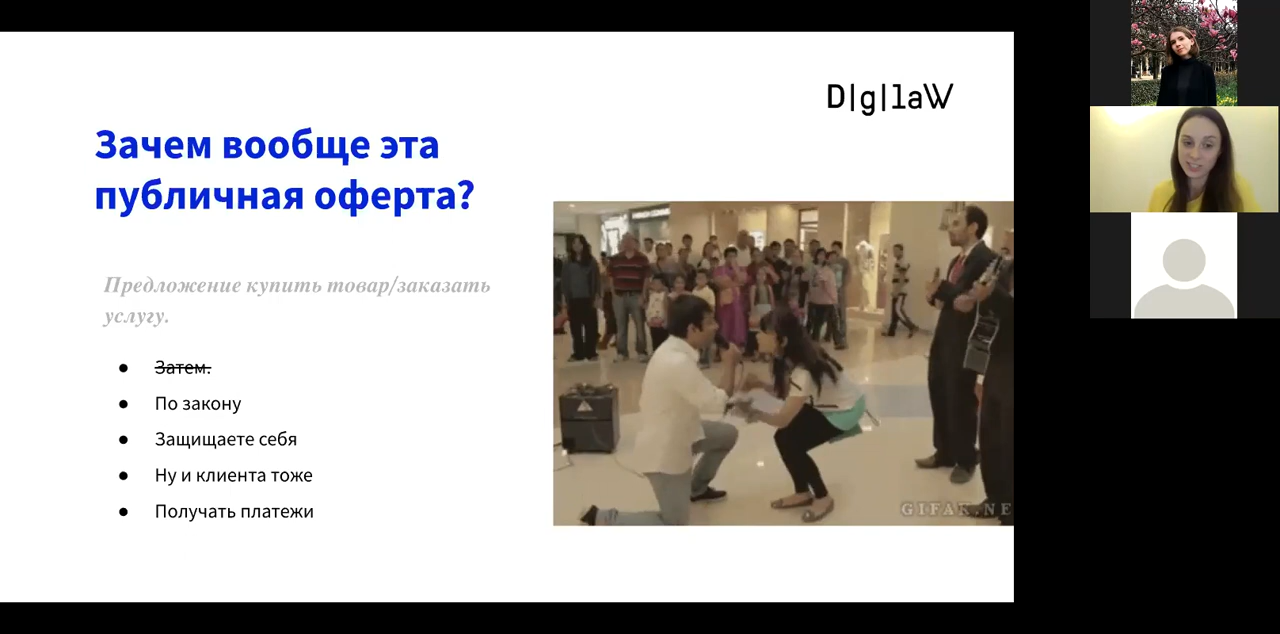 D|g|laW
Зачем вообще эта
публичная оферта?
Предложение купить товар/заказать
услугу.
● Затем.
● По закону
● Защищаете себя
● Ну и клиента тоже
● Получать платежи
GIFAK.NE